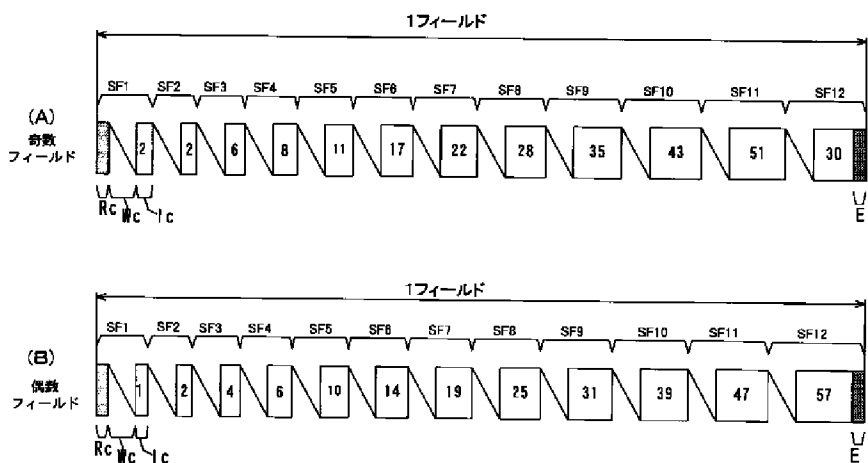 1フィールド
SF1 SF2 SF3 SF4 SF5 SF6 SF7 SF8 SF9 SF10 SF11 SF12
(A)
奇数
フィールド
2 2 6 8 11 17 22 28 35 43 51 30
Rc Wc Ic E
1フィールド
SF1 SF2 SF3 SF4 SF5 SF6 SF7 SF8 SF9 SF10 SF11 SF12
(B)
偶数
フィールド
1 2 4 6 10 14 19 25 31 39 47 57
Rc Wc Ic E